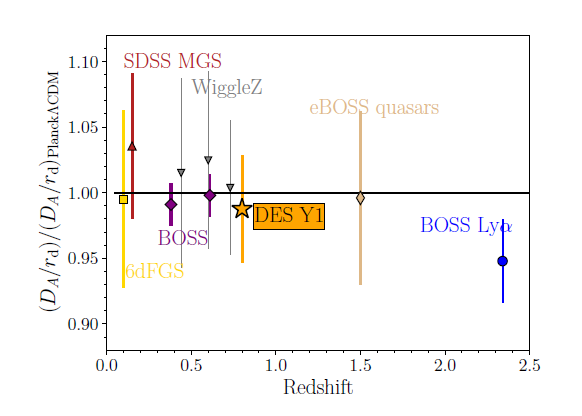 SDSS MGS
WiggleZ
eBOSS quasars
DES Y1
BOSS Lyα
BOSS
6dFGS
(D_A/r_d)/(D_A/r_d)_PlanckΛCDM
1.10
1.05
1.00
0.95
0.90
0.0 0.5 1.0 1.5 2.0 2.5
Redshift